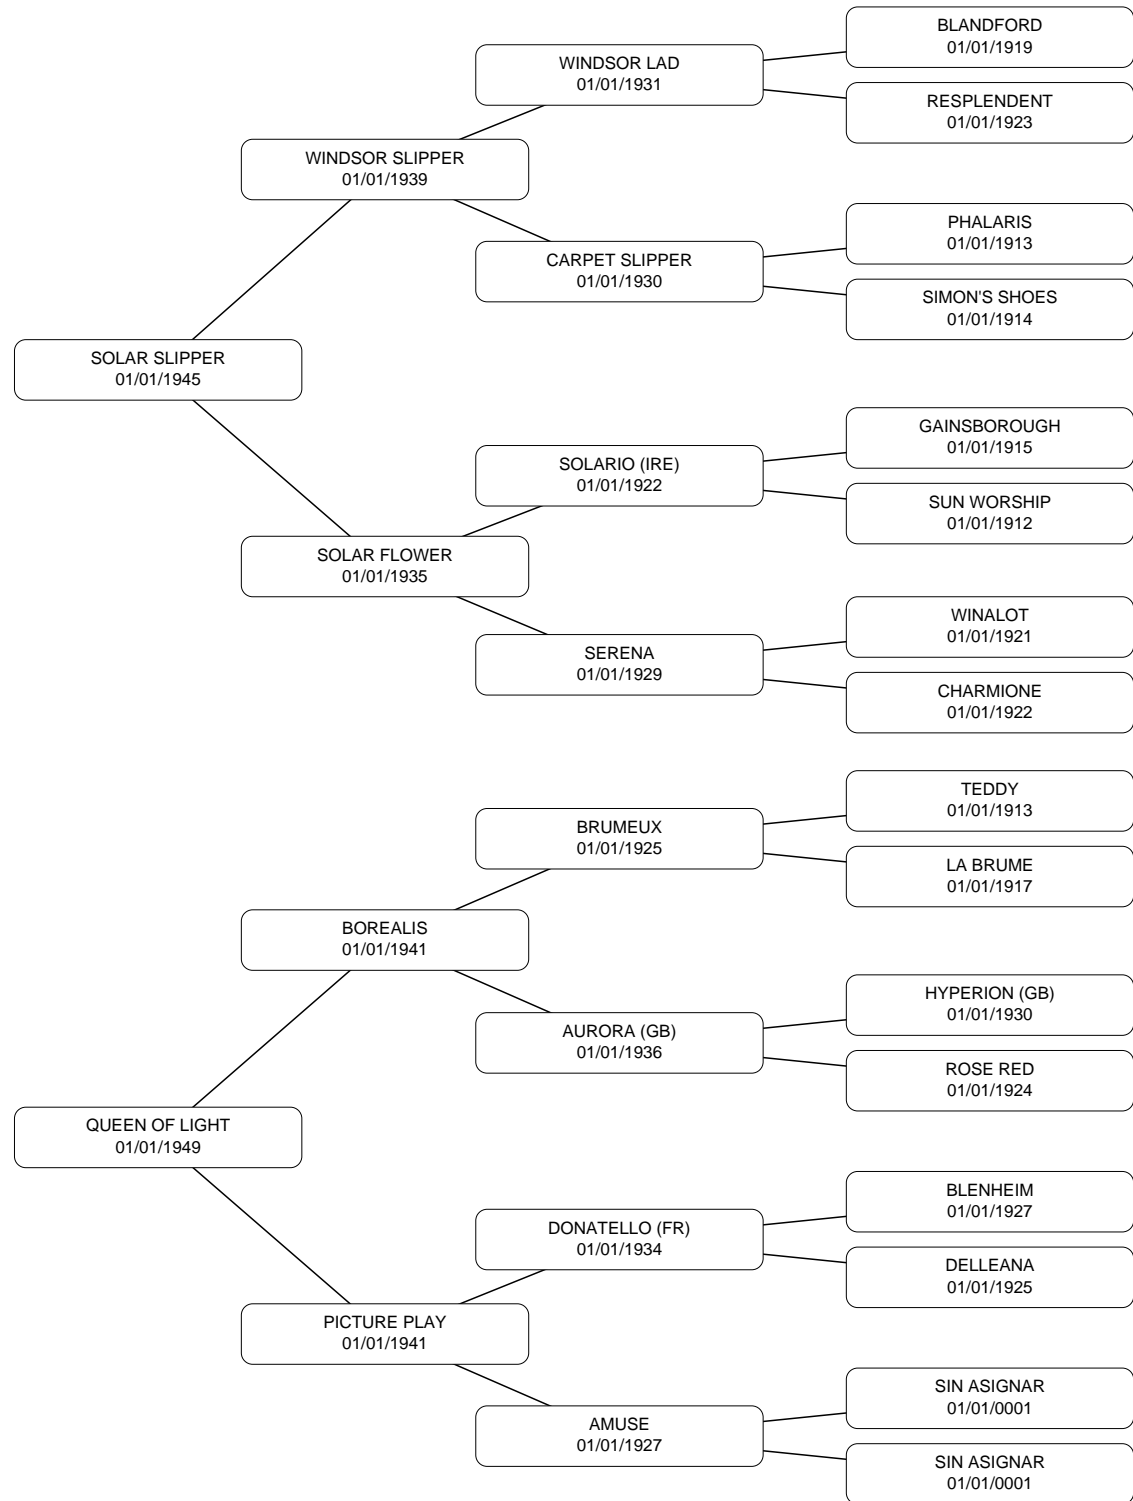 BLANDFORD
01/01/1919
WINDSOR LAD
01/01/1931
RESPLENDENT
01/01/1923
WINDSOR SLIPPER
01/01/1939
PHALARIS
01/01/1913
CARPET SLIPPER
01/01/1930
SIMON'S SHOES
01/01/1914
SOLAR SLIPPER
01/01/1945
GAINSBOROUGH
01/01/1915
SOLARIO (IRE)
01/01/1922
SUN WORSHIP
01/01/1912
SOLAR FLOWER
01/01/1935
WINALOT
01/01/1921
SERENA
01/01/1929
CHARMIONE
01/01/1922
TEDDY
01/01/1913
BRUMEUX
01/01/1925
LA BRUME
01/01/1917
BOREALIS
01/01/1941
HYPERION (GB)
01/01/1930
AURORA (GB)
01/01/1936
ROSE RED
01/01/1924
QUEEN OF LIGHT
01/01/1949
BLENHEIM
01/01/1927
DONATELLO (FR)
01/01/1934
DELLEANA
01/01/1925
PICTURE PLAY
01/01/1941
SIN ASIGNAR
01/01/0001
AMUSE
01/01/1927
SIN ASIGNAR
01/01/0001